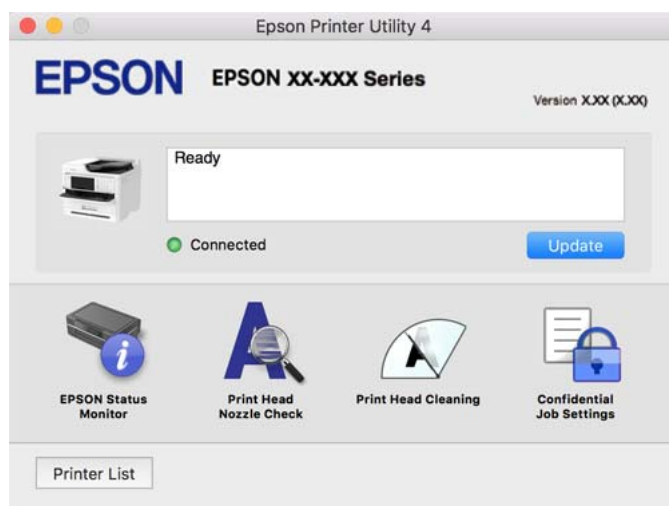 Epson Printer Utility 4
EPSON
EPSON XX-XXX Series
Version X.XX (X.XX)
Ready
Connected
Update
EPSON Status
Monitor
Print Head
Nozzle Check
Print Head Cleaning
Confidential
Job Settings
Printer List